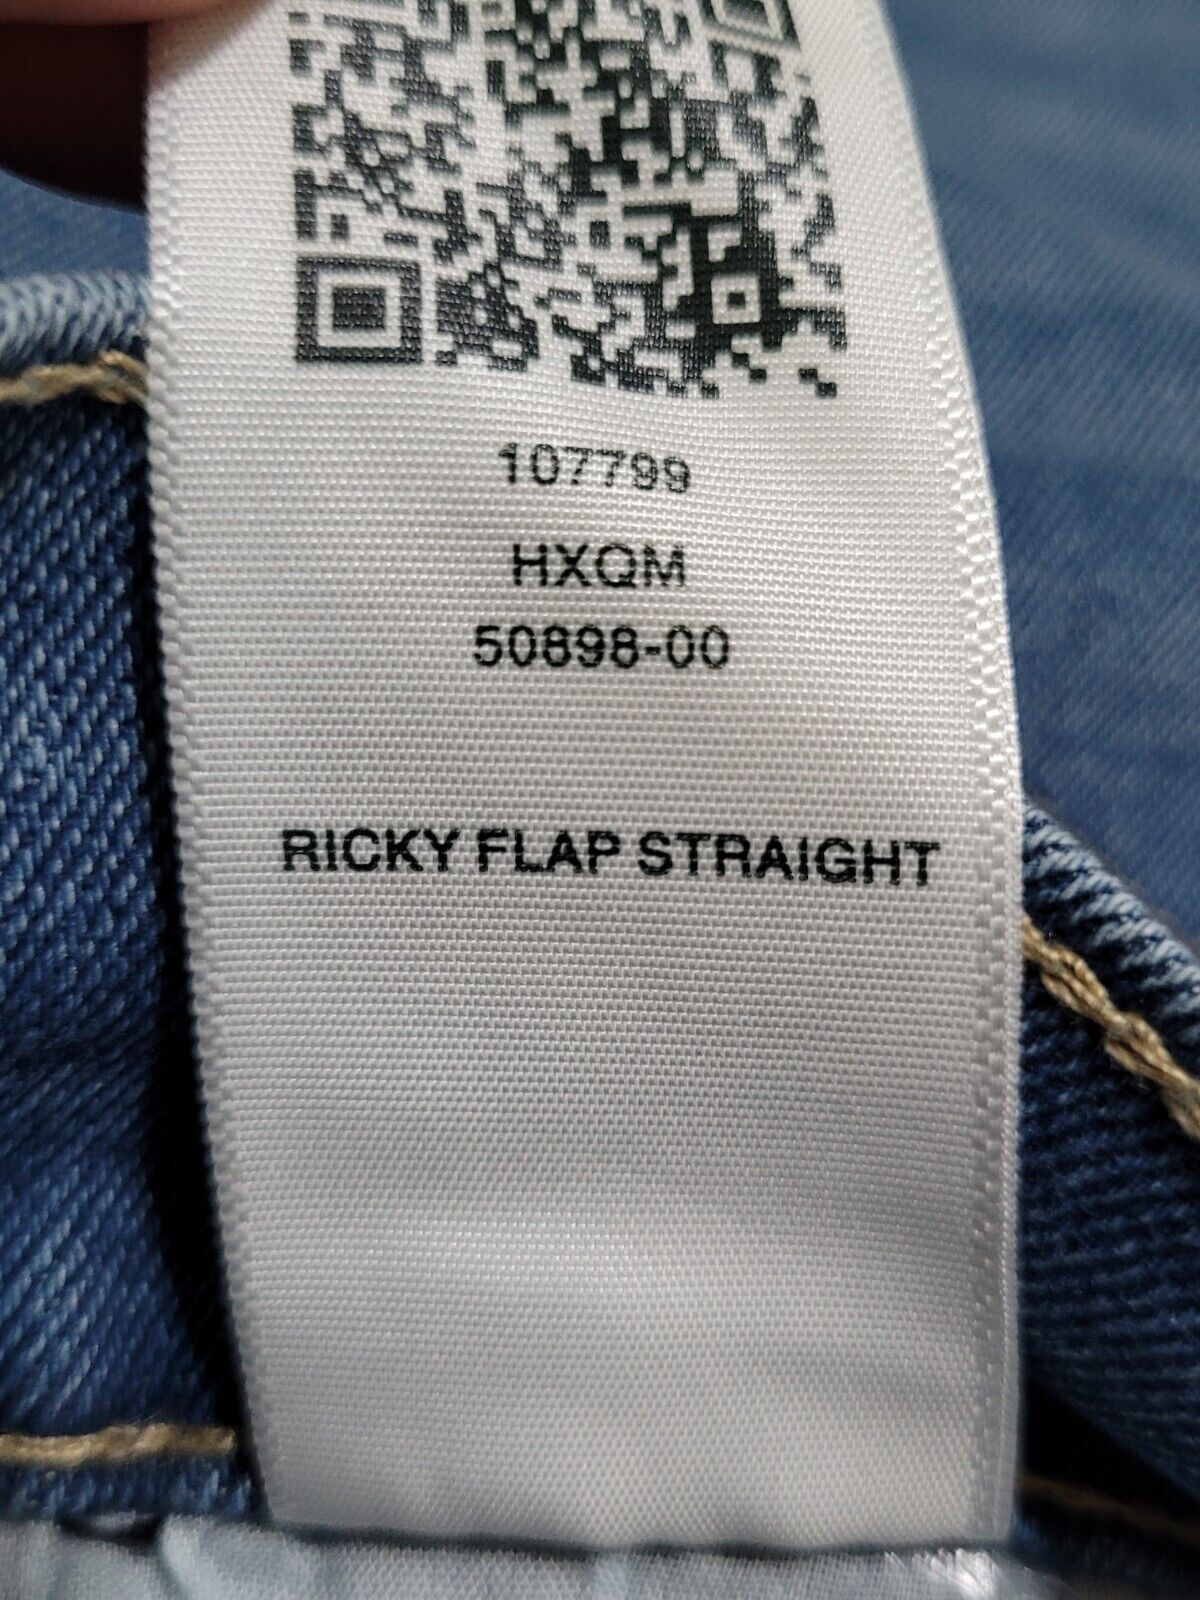 107799
HXQM
50898-00
RICKY FLAP STRAIGHT